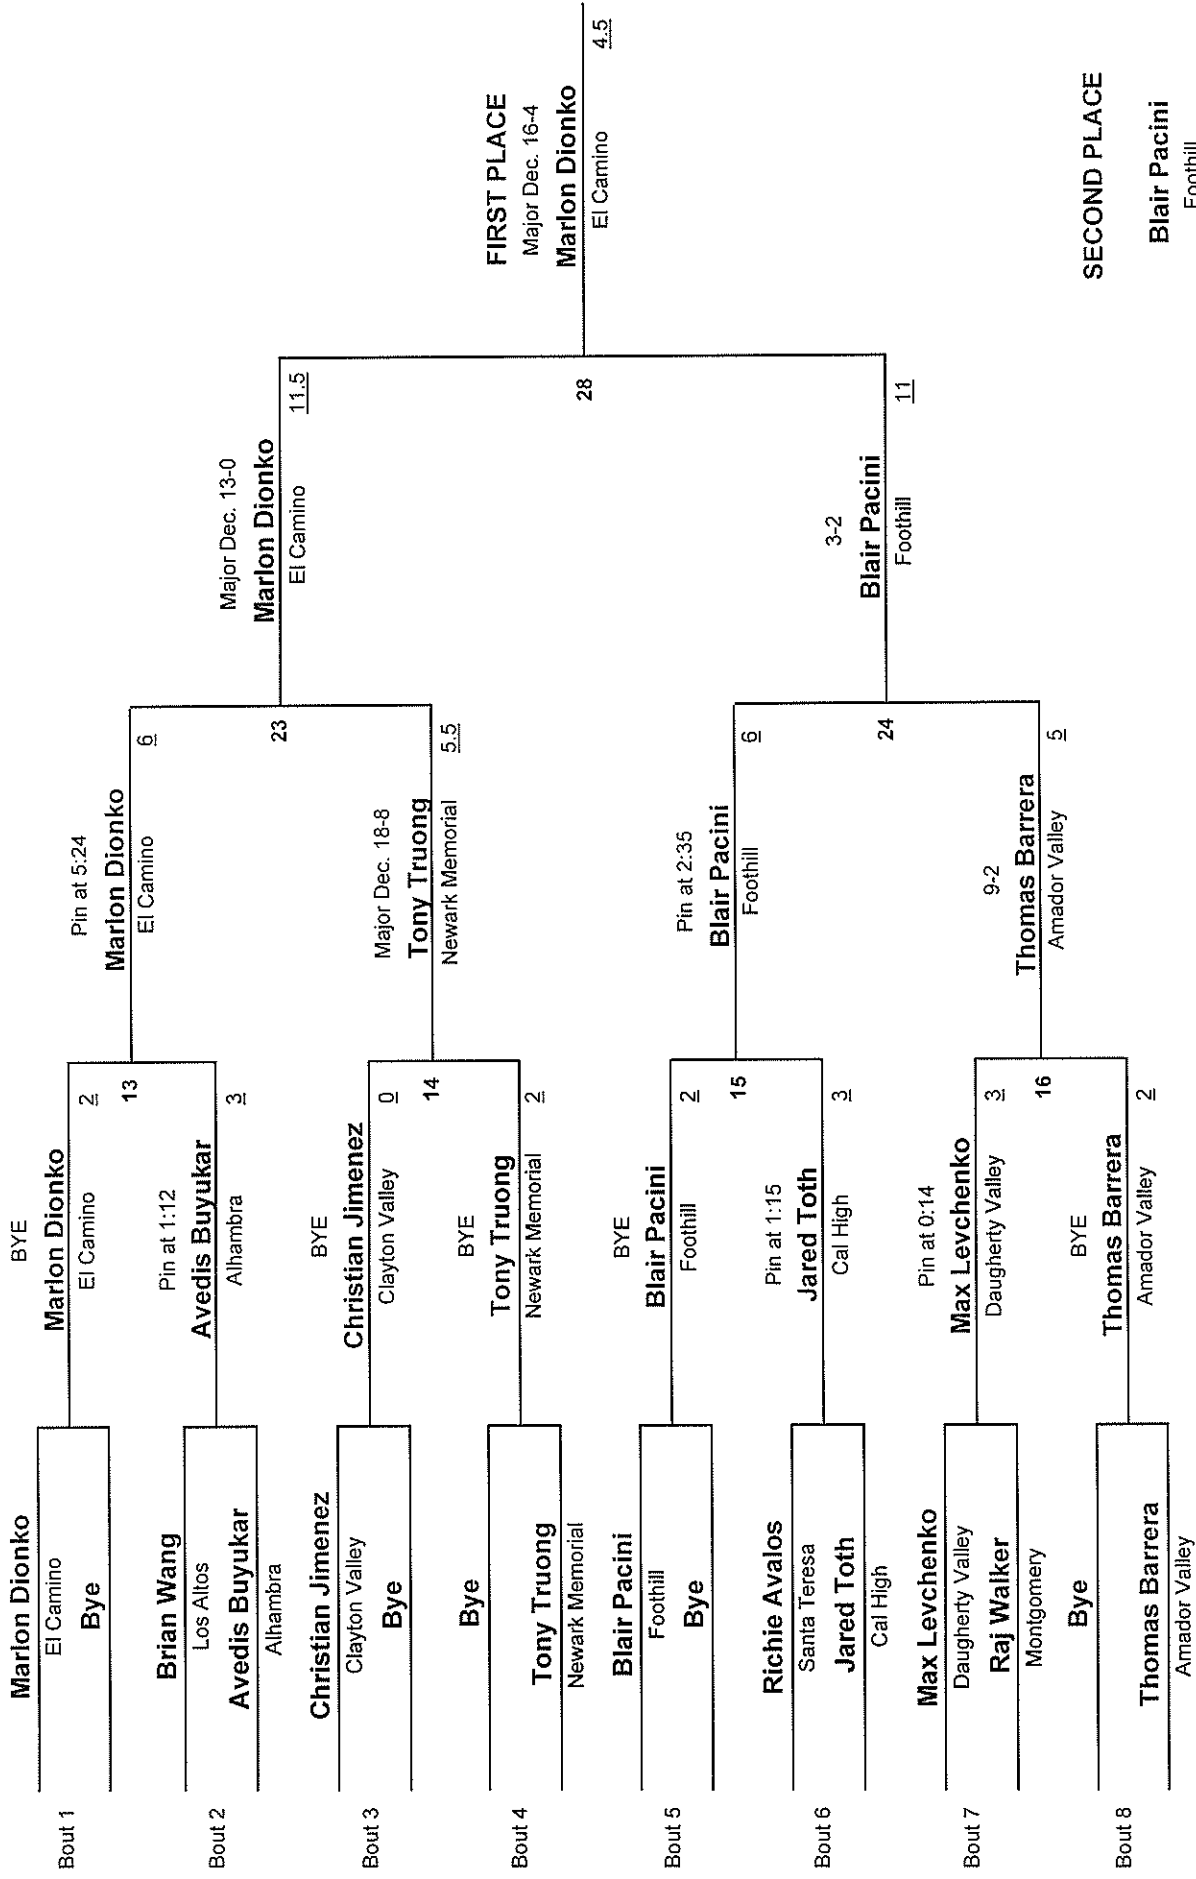 Bout 1
Marlon Dionko
El Camino
Bye
Bout 2
Brian Wang
Los Altos
Avedis Buyukar
Alhambra
Bout 3
Christian Jimenez
Clayton Valley
Bye
Bout 4
Bye
Tony Truong
Newark Memorial
Bout 5
Blair Pacini
Foothill
Bye
Bout 6
Richie Avalos
Santa Teresa
Jared Toth
Cal High
Bout 7
Max Levchenko
Daugherty Valley
Raj Walker
Montgomery
Bout 8
Bye
Thomas Barrera
Amador Valley
BYE
Marlon Dionko
El Camino
2
13
Pin at 1:12
Avedis Buyukar
Alhambra
3
BYE
Christian Jimenez
Clayton Valley
0
14
BYE
Tony Truong
Newark Memorial
2
BYE
Blair Pacini
Foothill
2
15
Pin at 1:15
Jared Toth
Cal High
3
Pin at 0:14
Max Levchenko
Daugherty Valley
3
16
BYE
Thomas Barrera
Amador Valley
2
Pin at 5:24
Marlon Dionko
El Camino
6
23
Major Dec. 18-8
Tony Truong
Newark Memorial
5.5
Pin at 2:35
Blair Pacini
Foothill
6
24
9-2
Thomas Barrera
Amador Valley
5
Major Dec. 13-0
Marlon Dionko
El Camino
11.5
28
3-2
Blair Pacini
Foothill
11
FIRST PLACE
Major Dec. 16-4
Marlon Dionko
El Camino
4.5
SECOND PLACE
Blair Pacini
Foothill